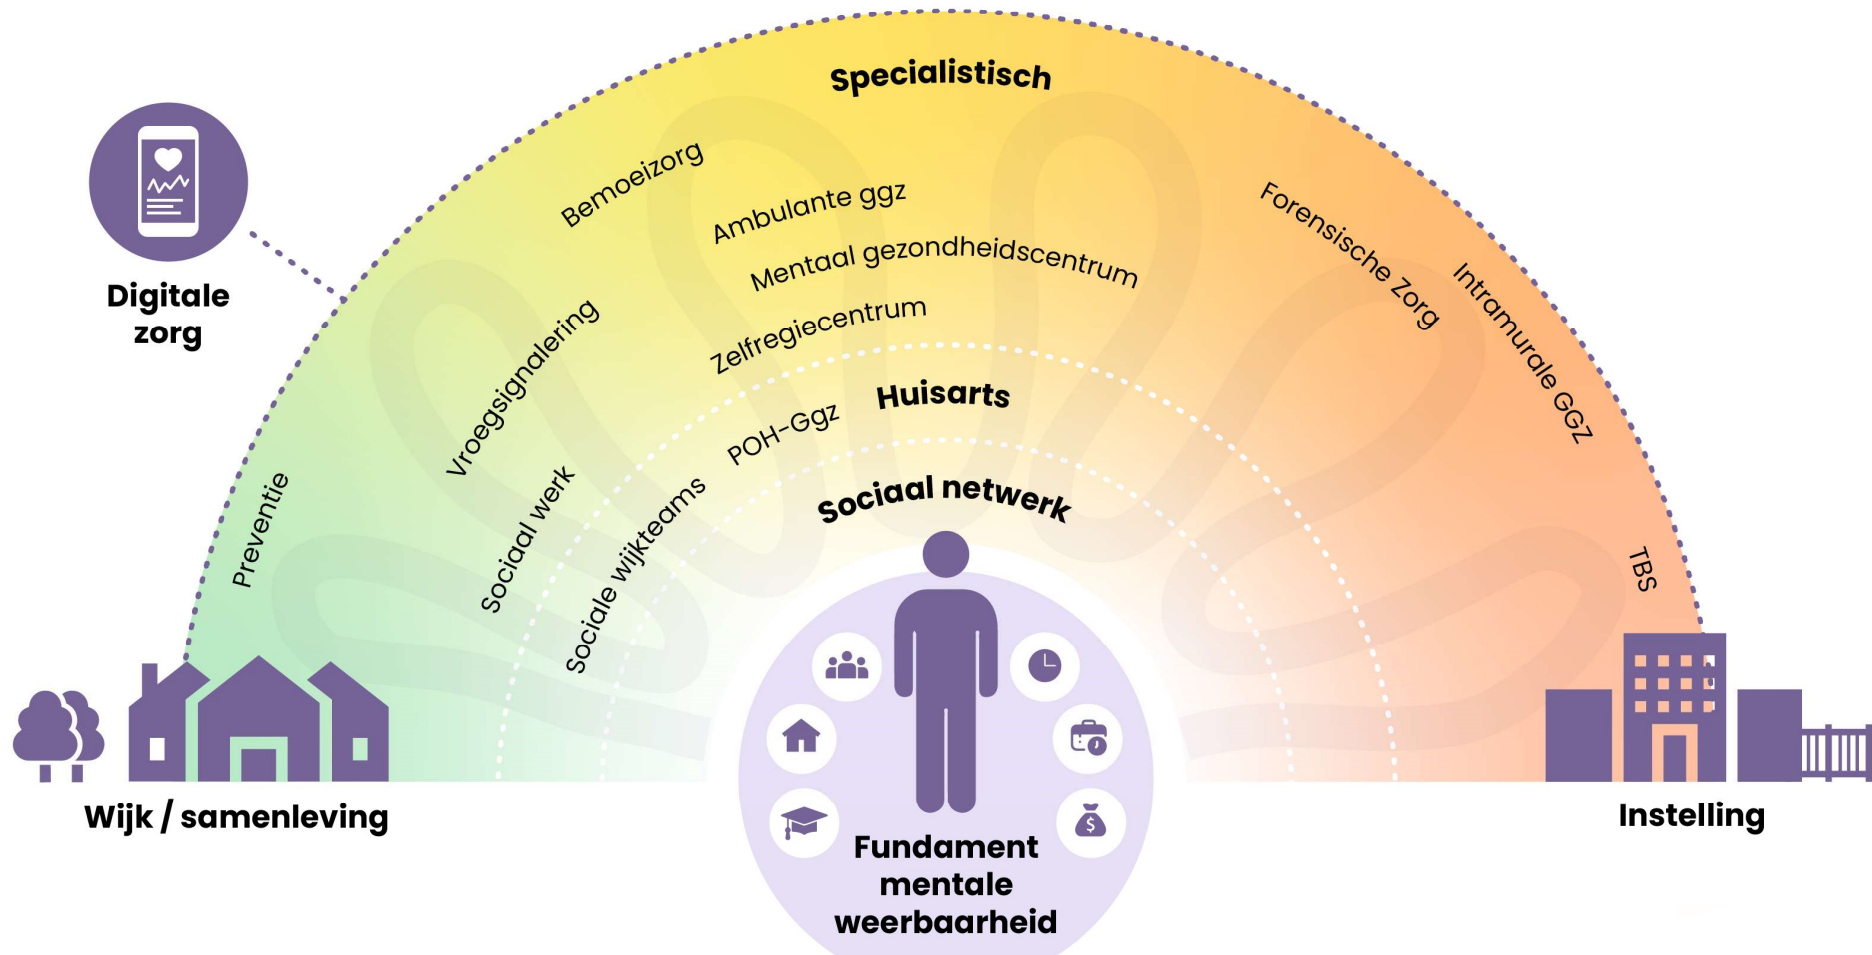 Specialistisch
Bemoeizorg
Ambulante ggz
Mentaal gezondheidscentrum
Zelfregiecentrum
Forensische Zorg
Intramurale GGZ
Digitale
zorg
Vroegsignalering
Huisarts
POH-Ggz
Sociaal netwerk
Preventie
Sociaal werk
Sociale wijkteams
TBS
$
Wijk / samenleving
Instelling
Fundament
mentale
weerbaarheid